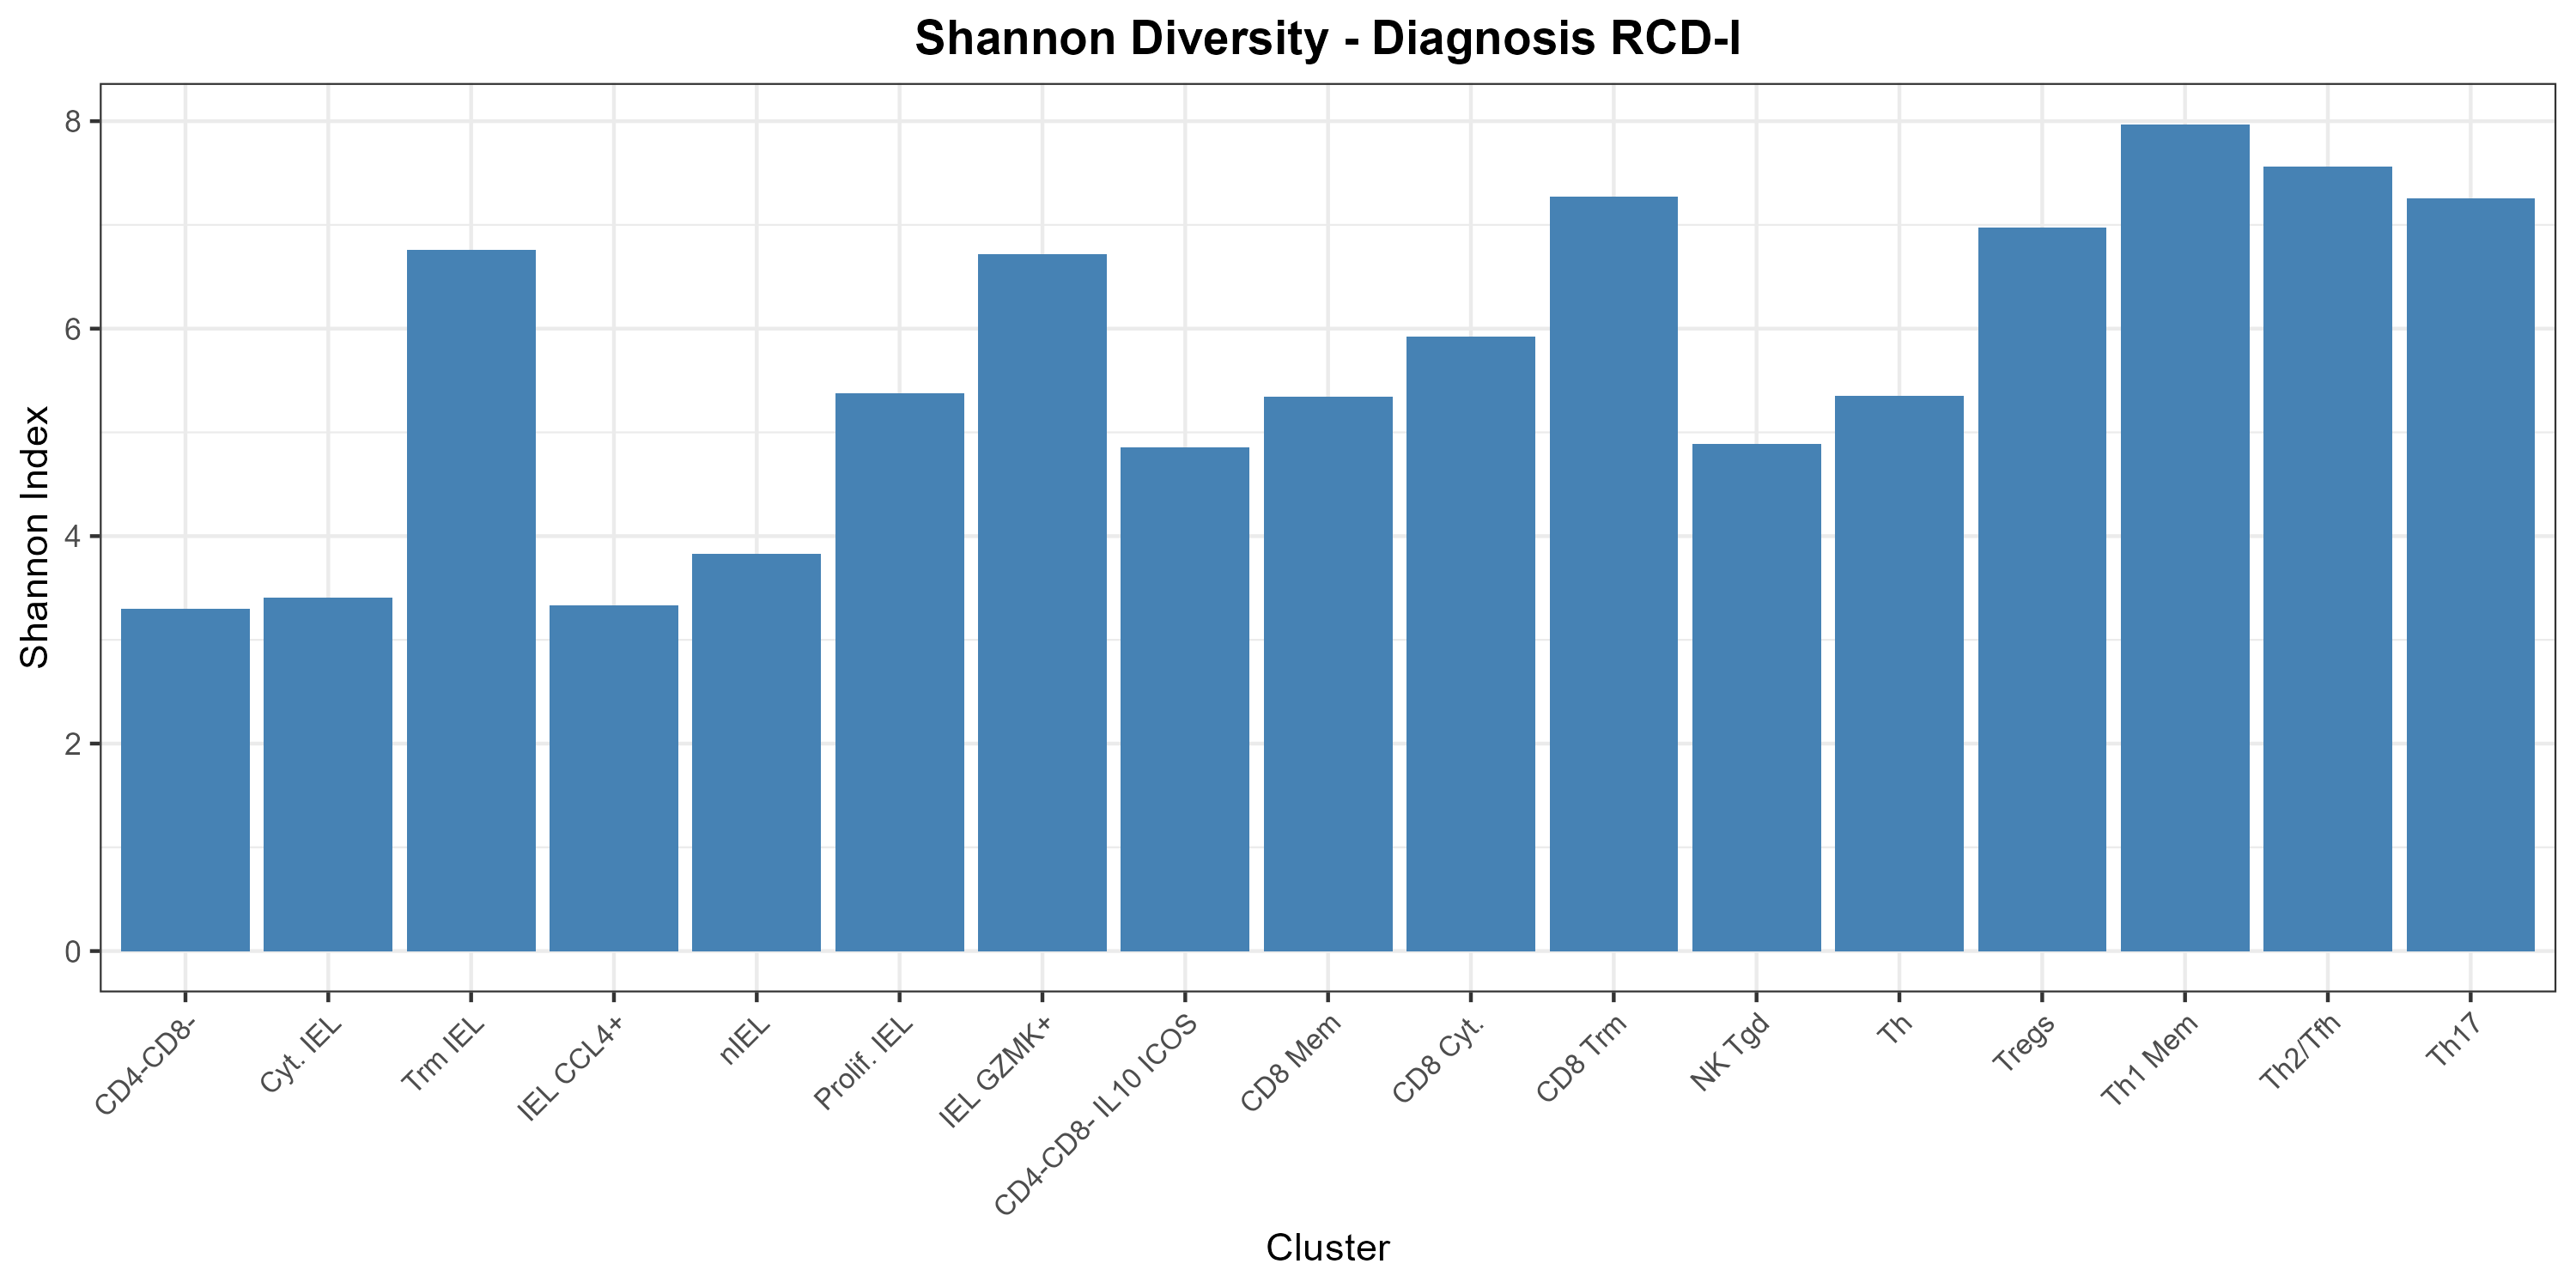 Shannon Diversity - Diagnosis RCD-I
Shannon Index
8
6
4
2
0
CD4-CD8-
Cyt. IEL
Trm IEL
IEL CCL4+
nIEL
Prolif. IEL
IEL GZMK+
CD4-CD8- IL10 ICOS
CD8 Mem
CD8 Cyt.
CD8 Trm
NK Tgd
Th
Tregs
Th1 Mem
Th2/Tfh
Th17
Cluster